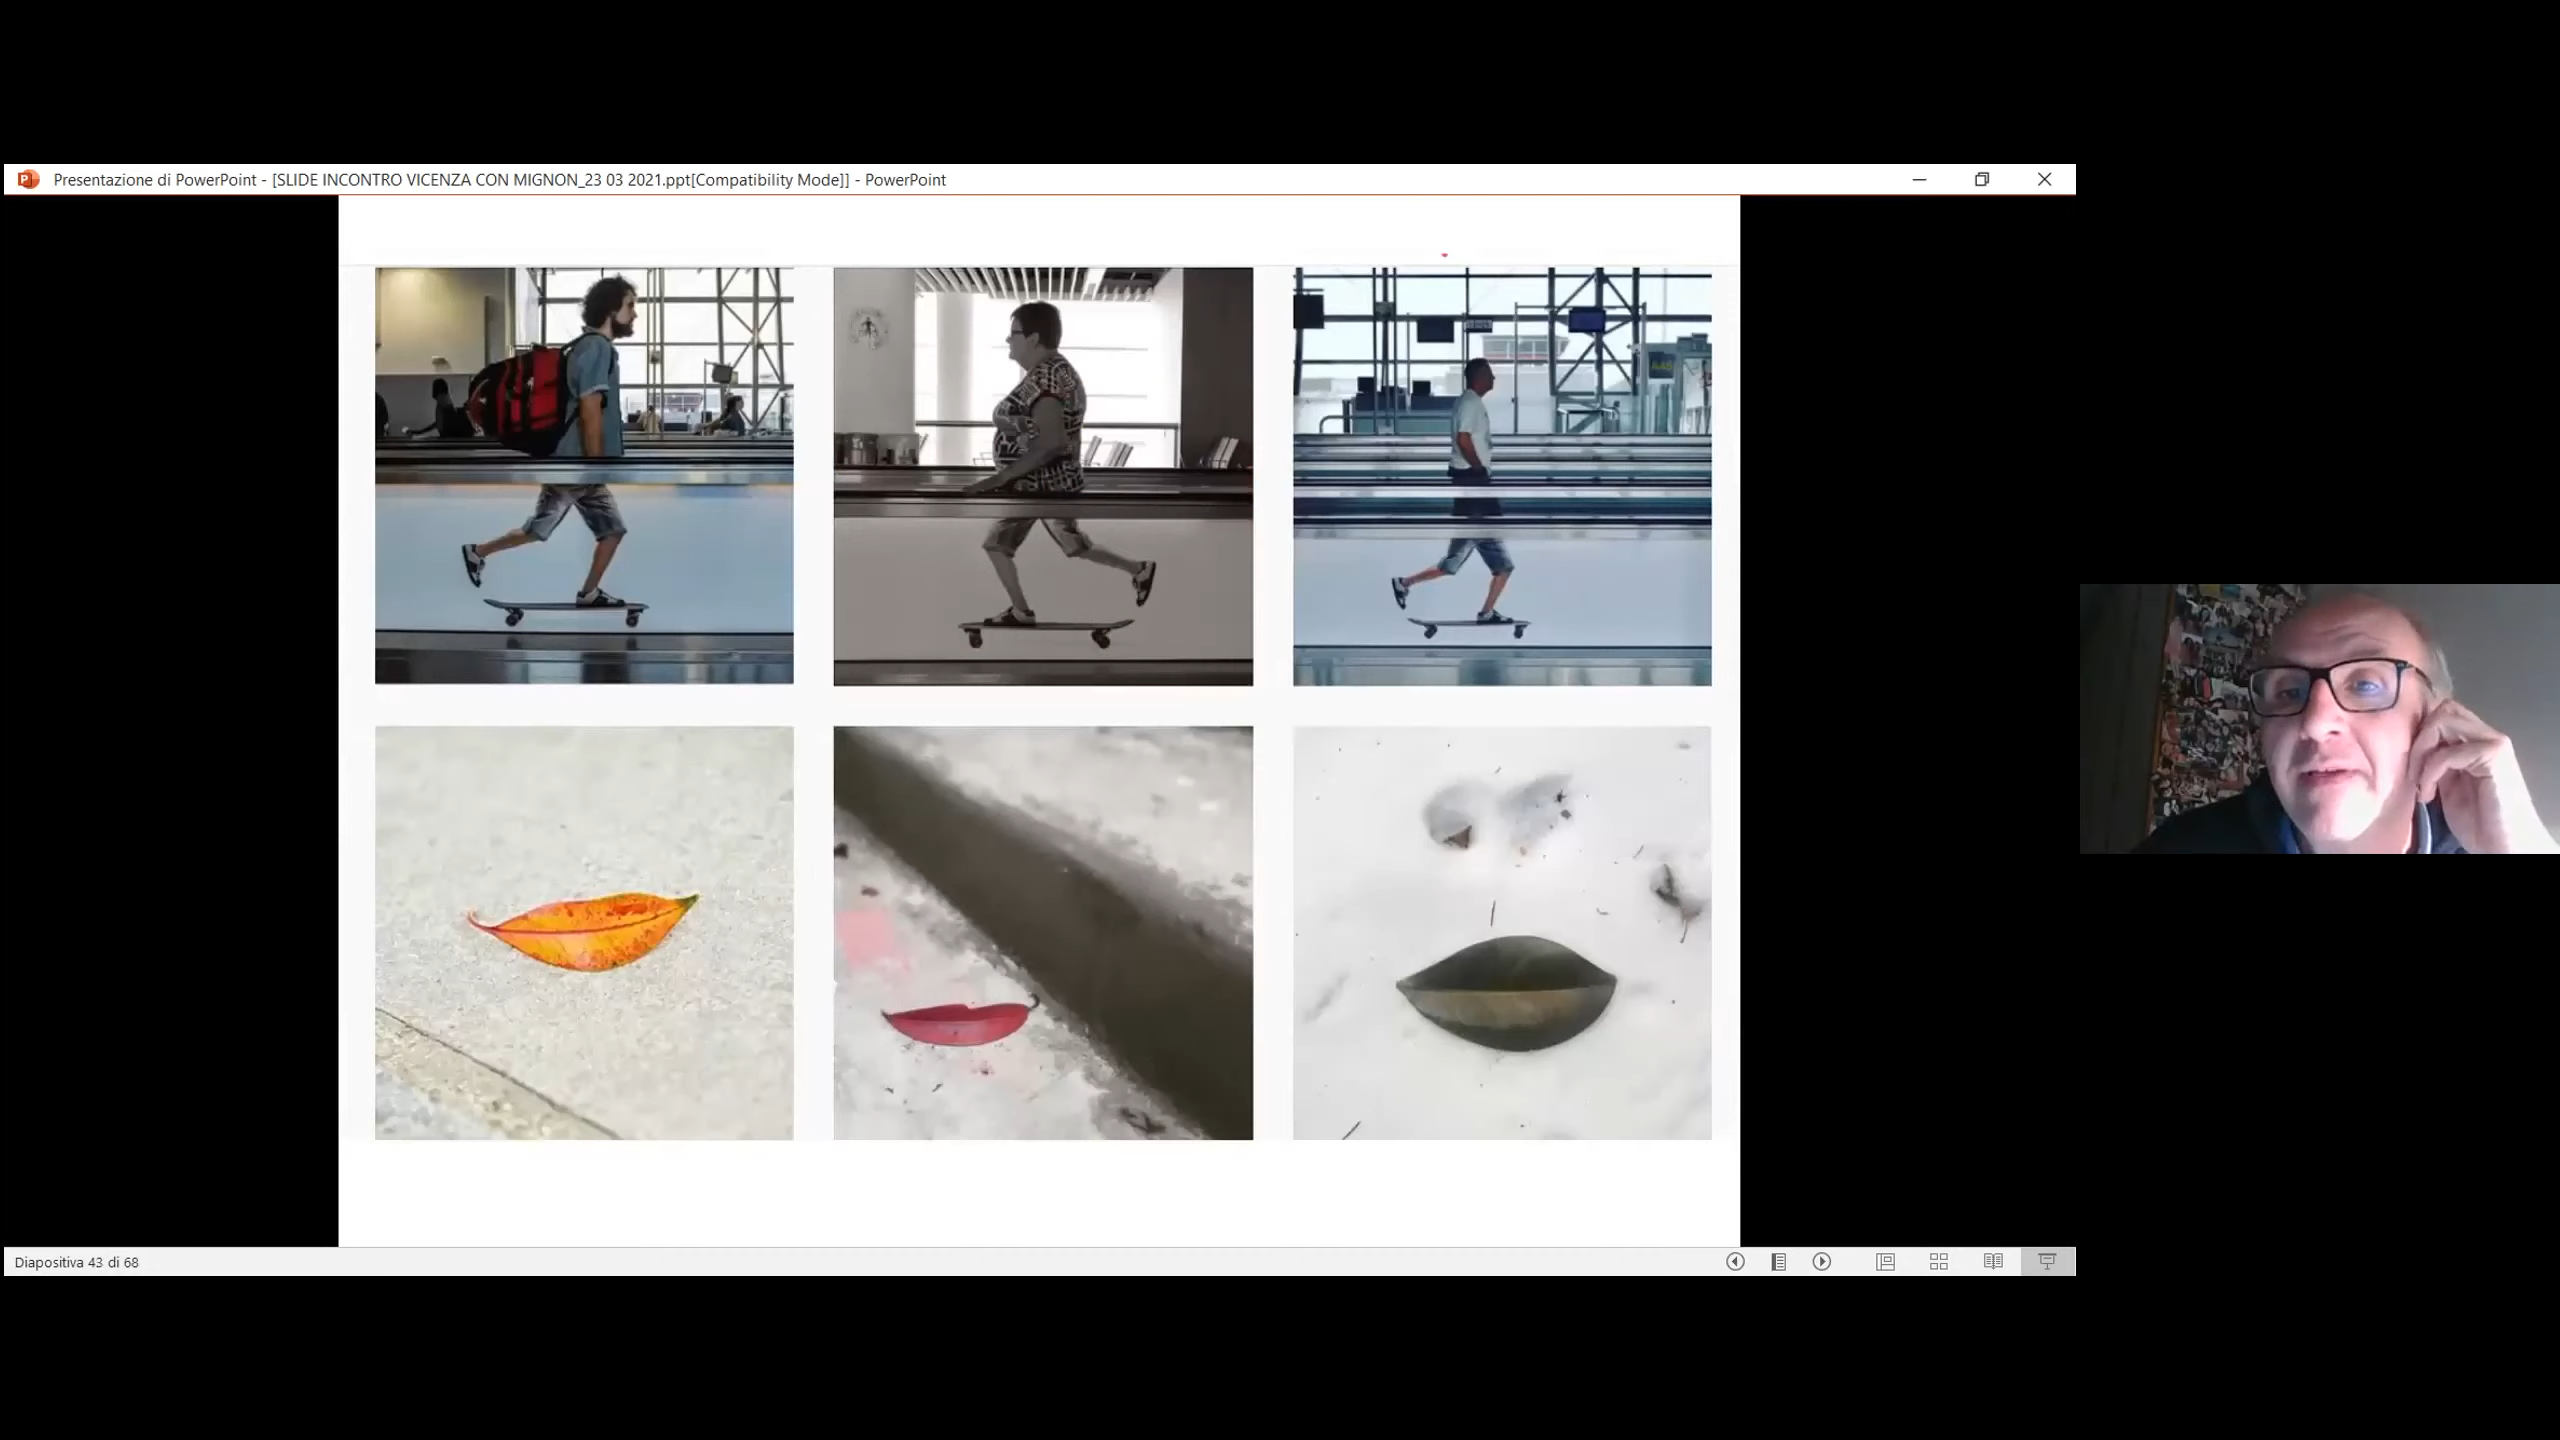 Presentazione di PowerPoint - [SLIDE INCONTRO VICENZA CON MIGNON_23 03 2021.ppt[Compatibility Mode]] - PowerPoint
Diapositiva 43 di 68